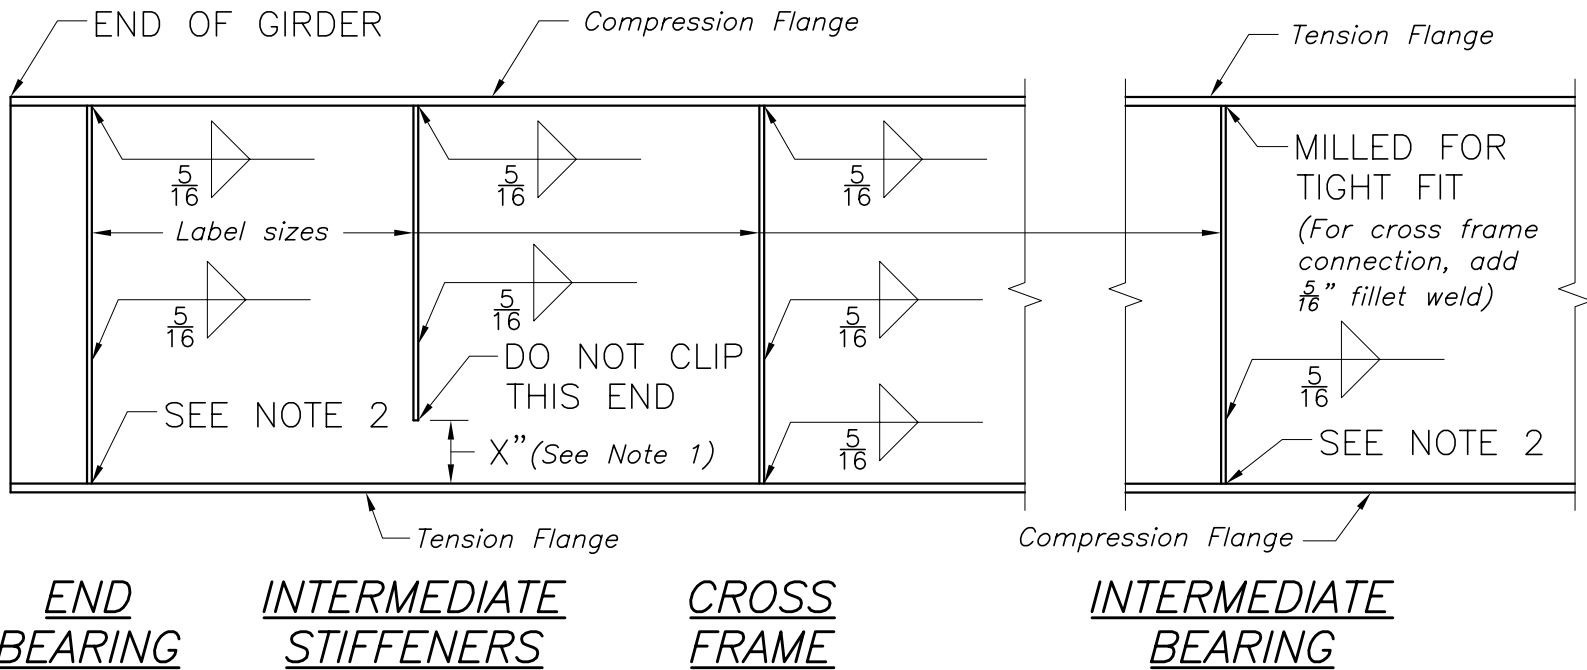 END OF GIRDER
Compression Flange
Tension Flange
5/16
5/16
5/16
MILLED FOR
TIGHT FIT
(For cross frame
connection, add
5/16" fillet weld)
Label sizes
5/16
5/16
5/16
DO NOT CLIP
THIS END
5/16
SEE NOTE 2
X" (See Note 1)
5/16
SEE NOTE 2
Tension Flange
Compression Flange
END
BEARING
INTERMEDIATE
STIFFENERS
CROSS
FRAME
INTERMEDIATE
BEARING